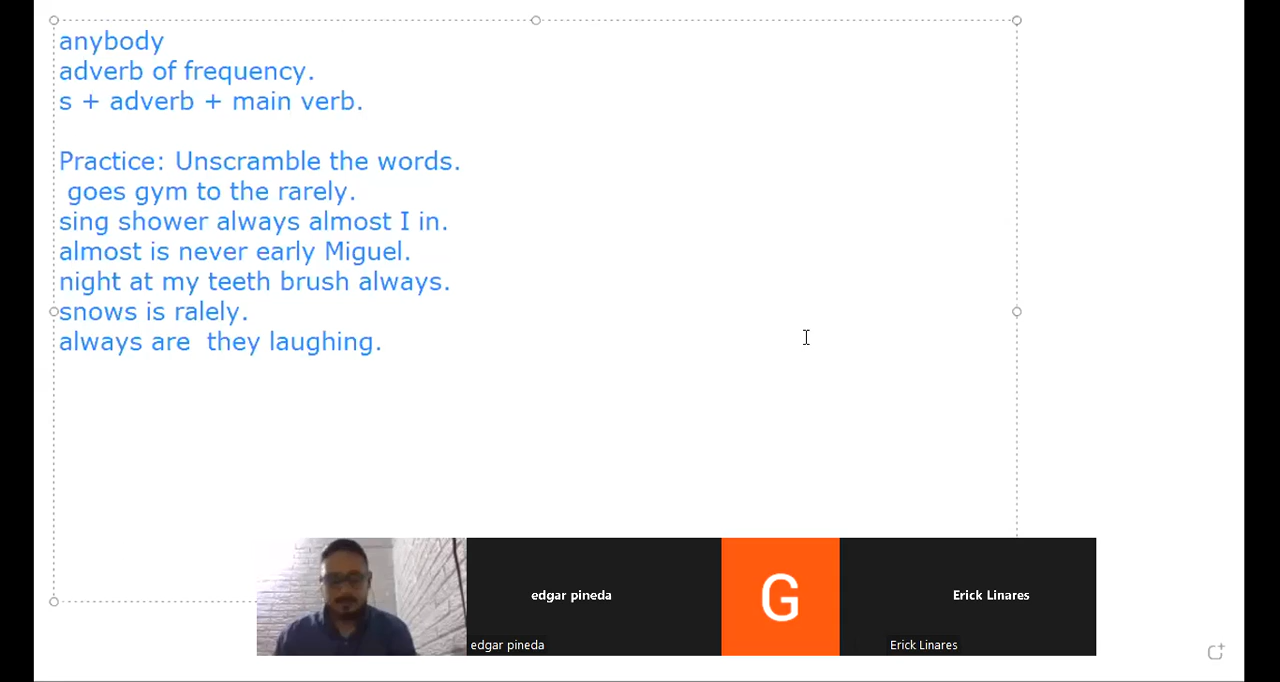 anybody
adverb of frequency.
s + adverb + main verb.
Practice: Unscramble the words.
goes gym to the rarely.
sing shower always almost I in.
almost is never early Miguel.
night at my teeth brush always.
snows is ralely.
always are  they laughing.
edgar pineda
G
Erick Linares
edgar pineda
Erick Linares